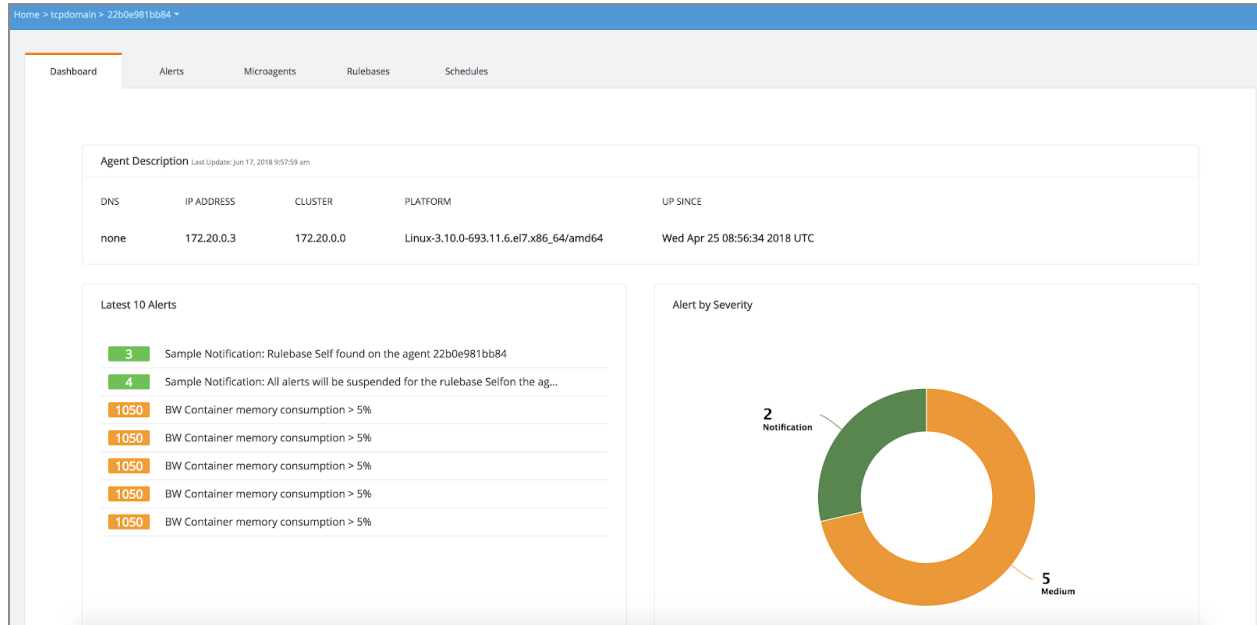 Home > tcpdomain > 22b0e981bb84
Dashboard Alerts Microagents Rulebases Schedules
Agent Description Last Update: Jun 17, 2018 9:57:59 am
DNS IP ADDRESS CLUSTER PLATFORM UP SINCE
none 172.20.0.3 172.20.0.0 Linux-3.10.0-693.11.6.el7.x86_64/amd64 Wed Apr 25 08:56:34 2018 UTC
Latest 10 Alerts
3 Sample Notification: Rulebase Self found on the agent 22b0e981bb84
4 Sample Notification: All alerts will be suspended for the rulebase Selfon the ag...
1050 BW Container memory consumption > 5%
1050 BW Container memory consumption > 5%
1050 BW Container memory consumption > 5%
1050 BW Container memory consumption > 5%
1050 BW Container memory consumption > 5%
Alert by Severity
2
Notification
5
Medium